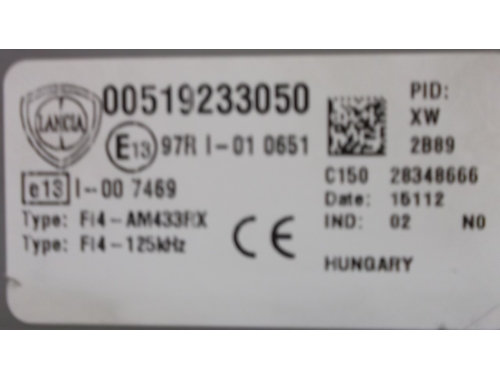 LANCIA
00519233050
E13 97R I-01 0651
e13 I-00 7469
Type: Fi4-AM433RX
Type: Fi4-125kHz
CE
PID:
XW
2B89
C150 28348666
Date: 15112
IND: 02 NO
HUNGARY